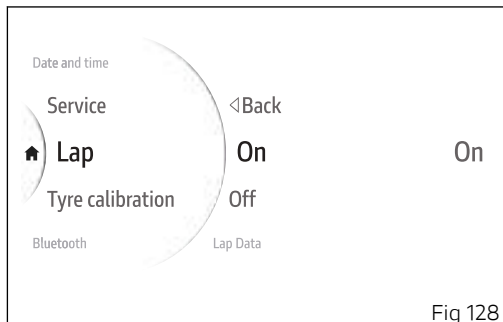 Date and time
Service ◁Back
Lap On On
Tyre calibration Off
Bluetooth Lap Data
Fig 128